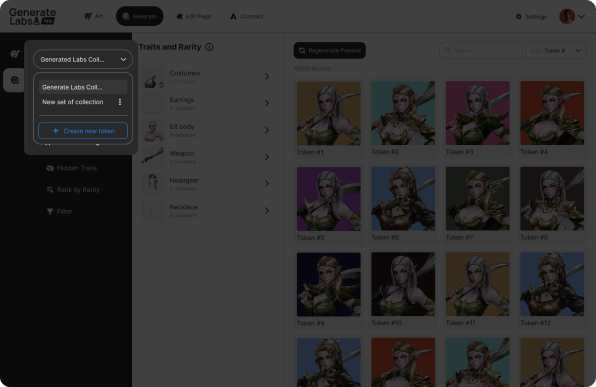 Generate
Labs
Art
Generate
Edit Page
Contract
Settings
Generated Labs Coll...
Generate Labs Coll...
New set of collection
+ Create new token
Hidden Traits
Rank by Rarity
Filter
Traits and Rarity
Costumes
Earrings
Elf body
Weapon
Headgear
Necklace
Regenerate Preview
Search
Token #
Results
Token #1
Token #2
Token #3
Token #4
Token #5
Token #6
Token #7
Token #8
Token #9
Token #10
Token #11
Token #12